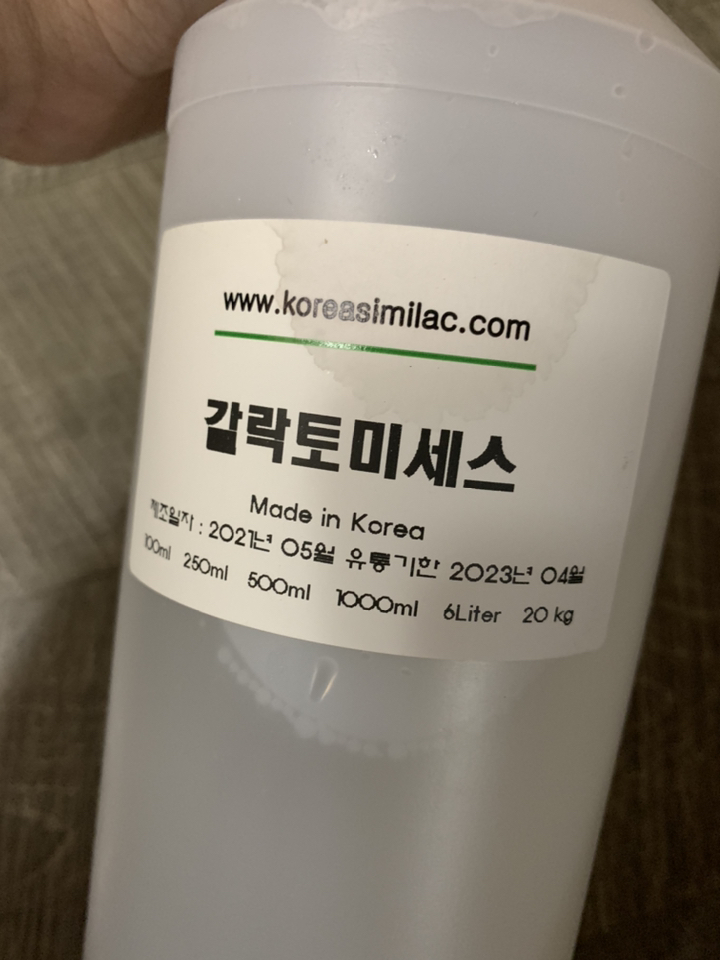 www.koreasimilac.com
갈락토미세스
Made in Korea
제조일자 : 2021년 05월 유통기한 2023년 04월
100ml 250ml 500ml 1000ml 6Liter 20 kg